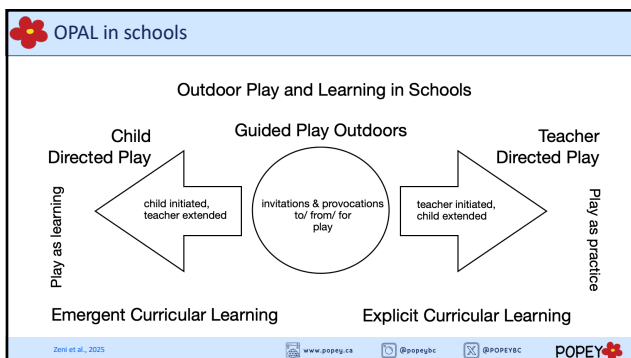 OPAL in schools
Outdoor Play and Learning in Schools
Child
Directed Play
Guided Play Outdoors
Teacher
Directed Play
Play as learning
child initiated,
teacher extended
invitations & provocations
to/ from/ for
play
teacher initiated,
child extended
Play as practice
Emergent Curricular Learning
Explicit Curricular Learning
Zeni et al., 2025
www.popey.ca
@popeybc
@POPEYBC
POPEY